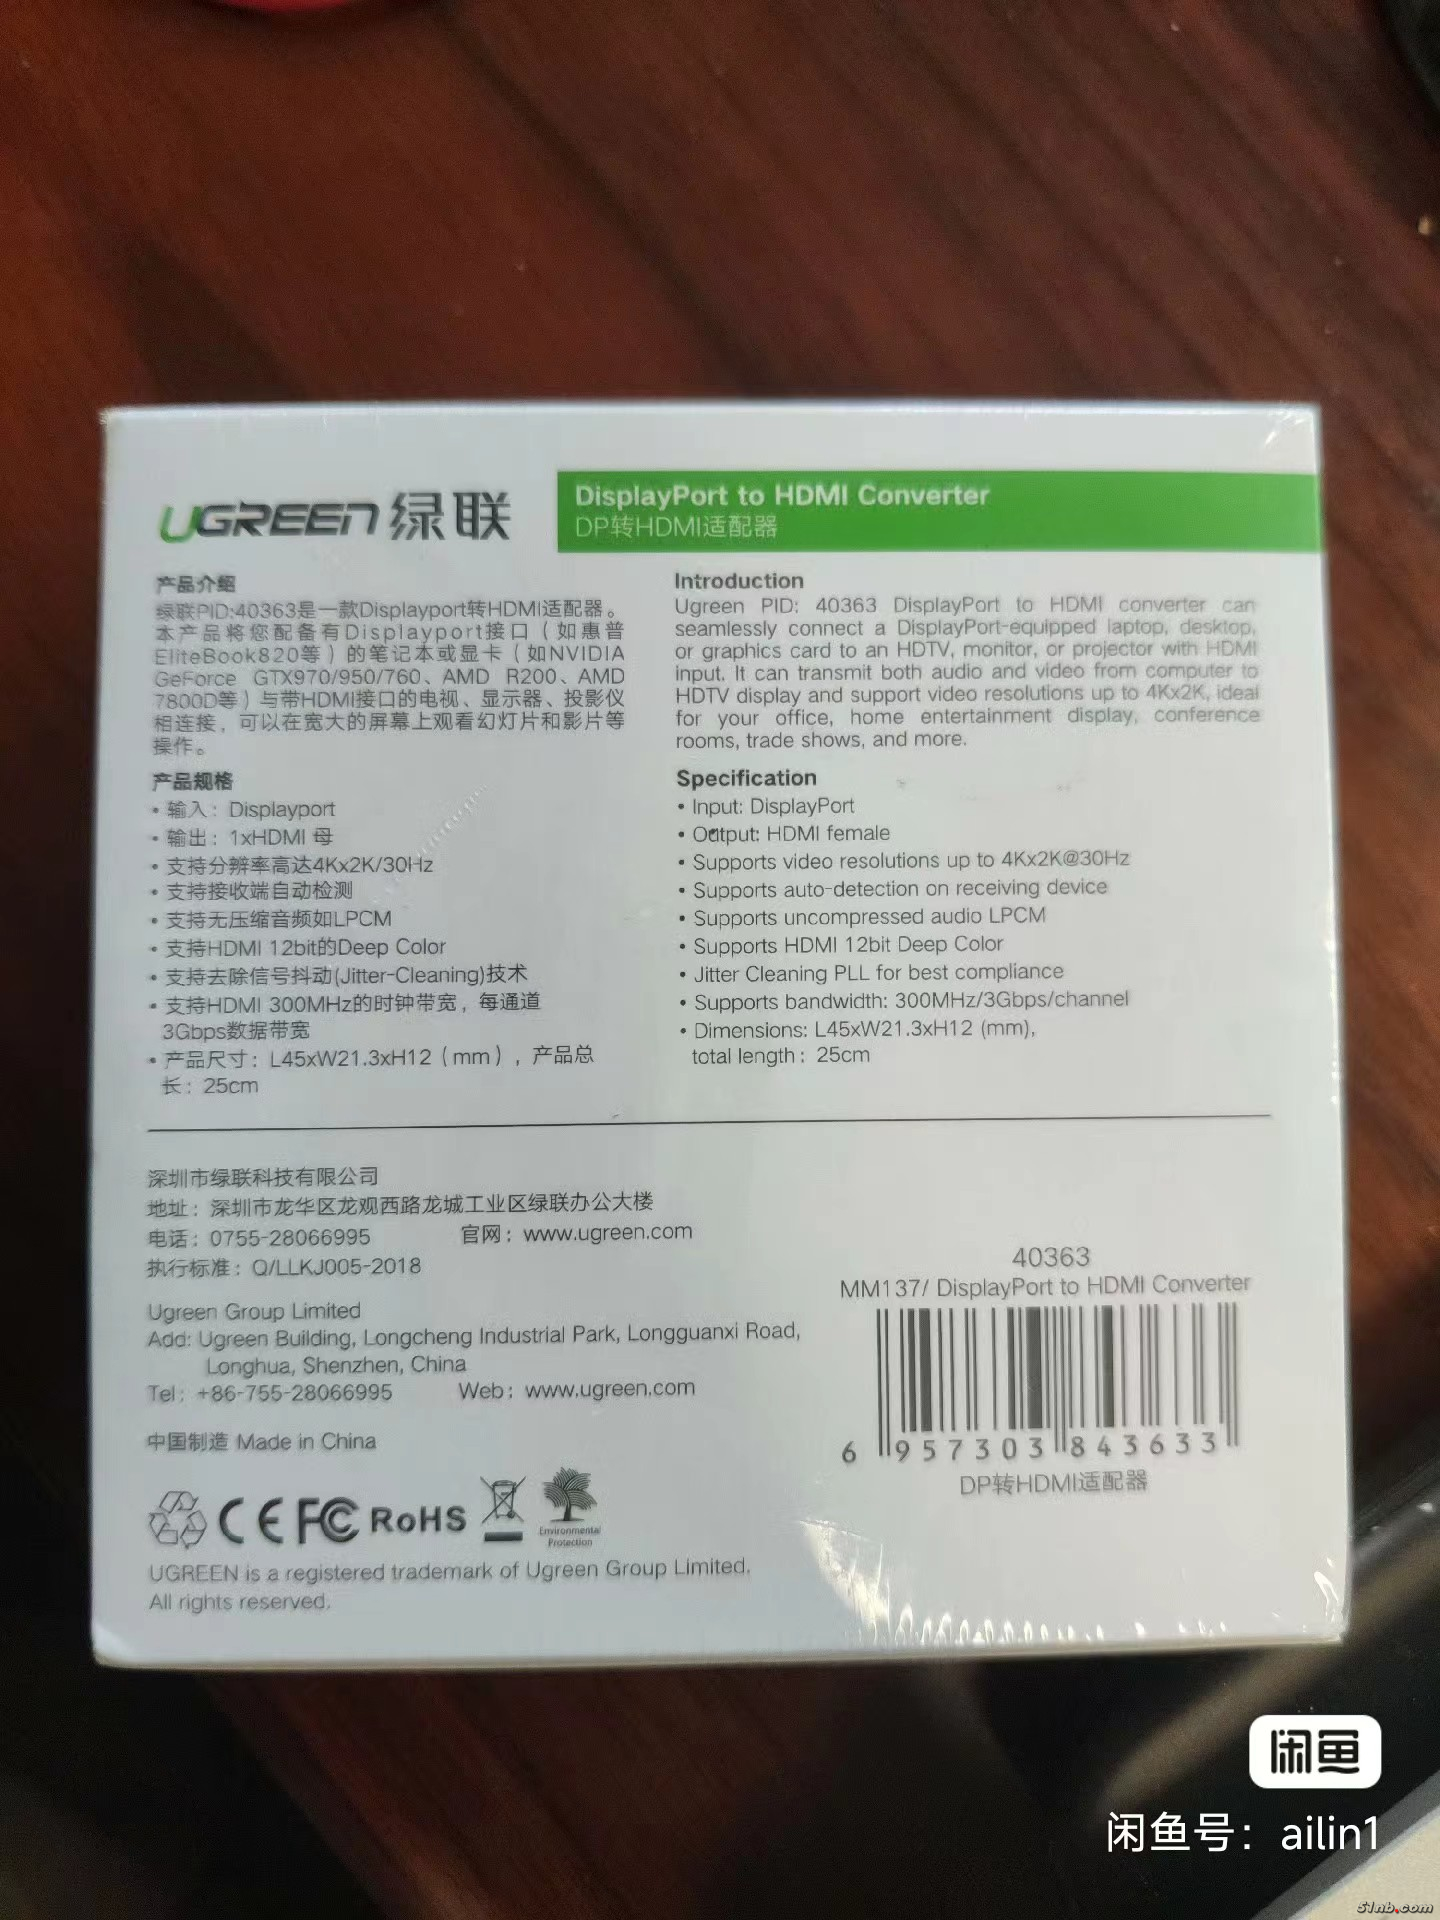 UGREEN 绿联
DisplayPort to HDMI Converter
DP转HDMI适配器
产品介绍
绿联PID:40363是一款Displayport转HDMI适配器。
本产品将您配备有Displayport接口（如惠普
EliteBook820等）的笔记本或显卡（如NVIDIA
GeForce GTX970/950/760、AMD R200、AMD
7800D等）与带HDMI接口的电视、显示器、投影仪
相连接，可以在宽大的屏幕上观看幻灯片和影片等
操作。
产品规格
• 输入：Displayport
• 输出：1xHDMI 母
• 支持分辨率高达4Kx2K/30Hz
• 支持接收端自动检测
• 支持无压缩音频如LPCM
• 支持HDMI 12bit的Deep Color
• 支持去除信号抖动(Jitter-Cleaning)技术
• 支持HDMI 300MHz的时钟带宽，每通道
3Gbps数据带宽
• 产品尺寸：L45xW21.3xH12（mm），产品总
长：25cm
Introduction
Ugreen PID: 40363 DisplayPort to HDMI converter can
seamlessly connect a DisplayPort-equipped laptop, desktop,
or graphics card to an HDTV, monitor, or projector with HDMI
input. It can transmit both audio and video from computer to
HDTV display and support video resolutions up to 4Kx2K, ideal
for your office, home entertainment display, conference
rooms, trade shows, and more.
Specification
• Input: DisplayPort
• Output: HDMI female
• Supports video resolutions up to 4Kx2K@30Hz
• Supports auto-detection on receiving device
• Supports uncompressed audio LPCM
• Supports HDMI 12bit Deep Color
• Jitter Cleaning PLL for best compliance
• Supports bandwidth: 300MHz/3Gbps/channel
• Dimensions: L45xW21.3xH12 (mm),
total length：25cm
深圳市绿联科技有限公司
地址：深圳市龙华区龙观西路龙城工业区绿联办公大楼
电话：0755-28066995 官网：www.ugreen.com
执行标准：Q/LLKJ005-2018
Ugreen Group Limited
Add: Ugreen Building, Longcheng Industrial Park, Longguanxi Road,
Longhua, Shenzhen, China
Tel：+86-755-28066995 Web：www.ugreen.com
中国制造 Made in China
CE FC RoHS
Environmental
Protection
UGREEN is a registered trademark of Ugreen Group Limited.
All rights reserved.
40363
MM137/ DisplayPort to HDMI Converter
6 957303 843633
DP转HDMI适配器
闲鱼
闲鱼号：ailin1
51nb.com